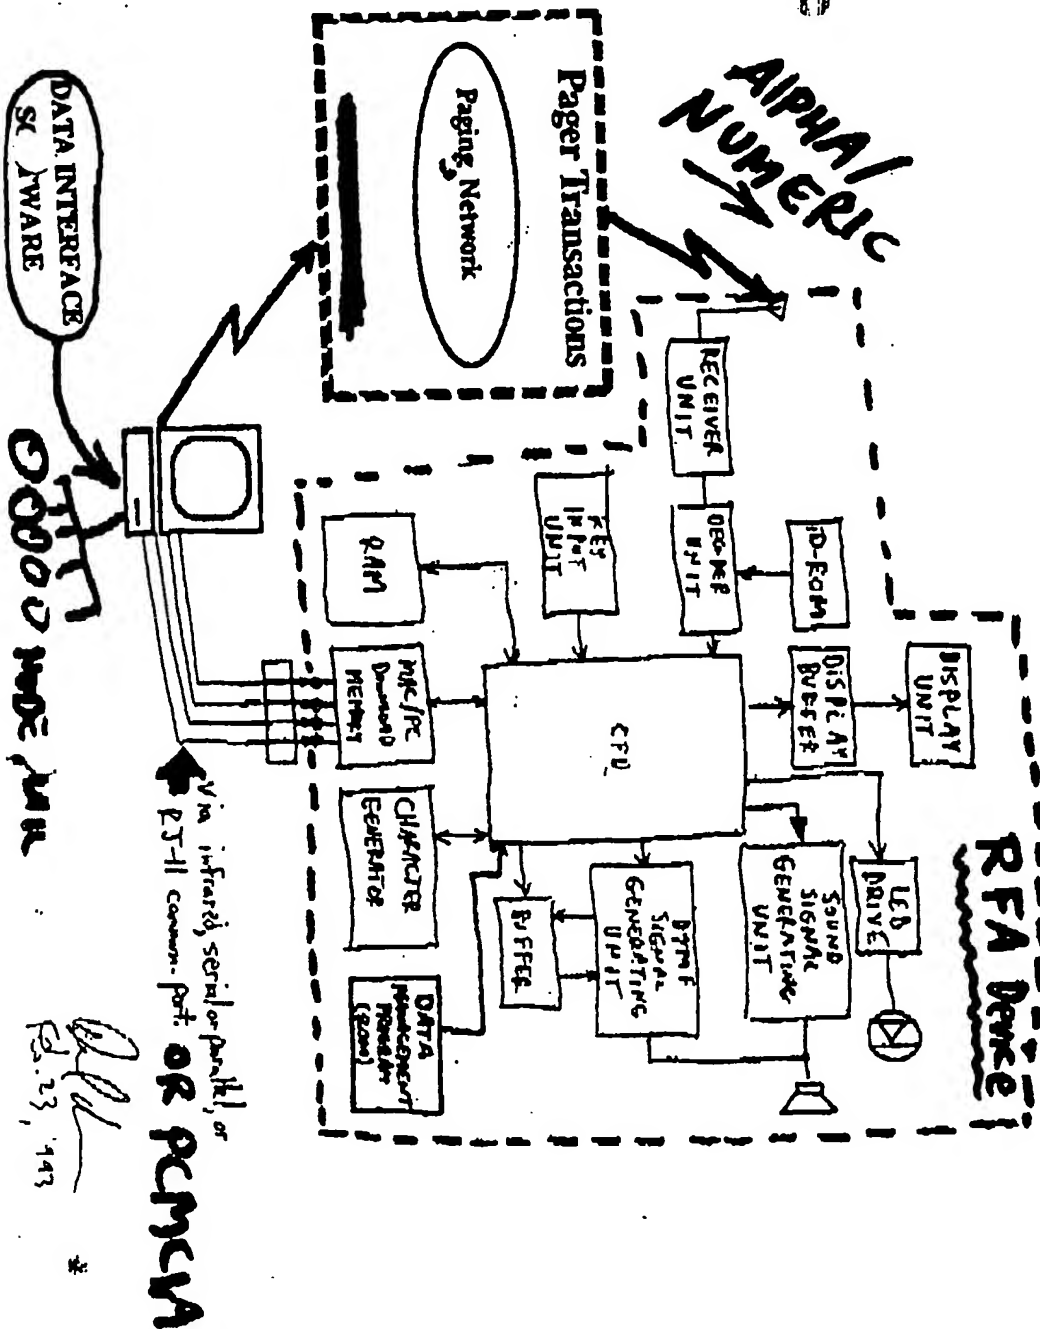 ALPHA/
NUMERIC
RFA Device
Pager Transactions
Paging Network
DISPLAY
UNIT
ID-ROM
DISPLAY
BUFFER
LED
DRIVE
RECEIVER
UNIT
DECODER
UNIT
SOUND
SIGNAL
GENERATING
UNIT
KEY
INPUT
UNIT
CPU
DTMF
SIGNAL
GENERATING
UNIT
BUFFER
RAM
MAC/PC
Download
MEMORY
CHARACTER
GENERATOR
DATA
MANAGEMENT
PROGRAM
(ROM)
DATA INTERFACE
Via infrared, serial or parallel, or
RJ-11 comm. port.
OR PCMCIA
Feb. 23, 1993